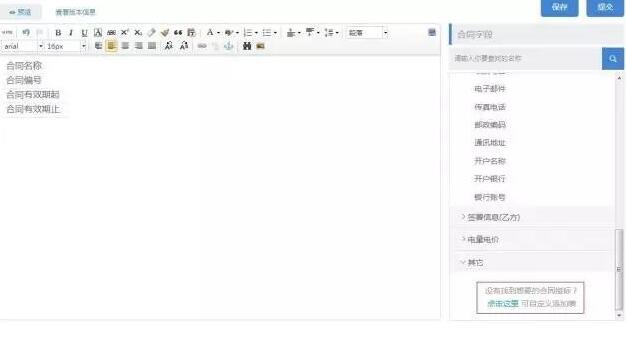 预览 查看版本信息 保存 提交
HTML B I U A ABC X² X₂ A 段落
arial 16px
合同名称
合同编号
合同有效期起
合同有效期止
合同字段
请输入你要查找的名称
电子邮件
传真电话
邮政编码
通讯地址
开户名称
开户银行
银行账号
签署信息(乙方)
电量电价
其它
没有找到想要的合同指标？
点击这里 可自定义添加噢